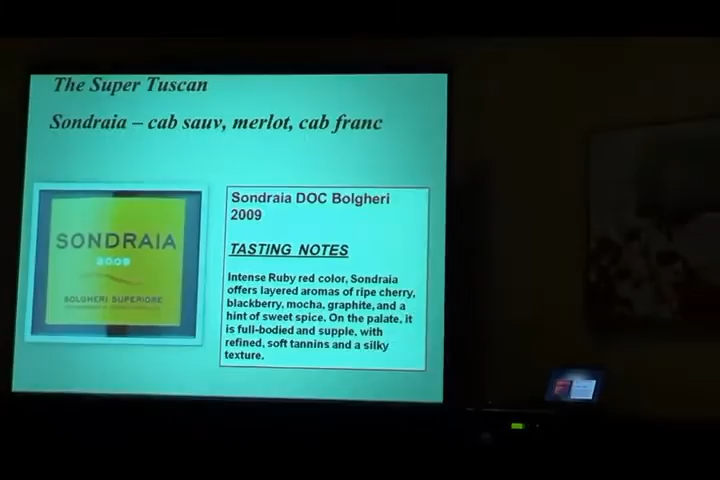 The Super Tuscan
Sondraia – cab sauv, merlot, cab franc
SONDRAIA
2009
BOLGHERI SUPERIORE
Sondraia DOC Bolgheri
2009
TASTING NOTES
Intense Ruby red color, Sondraia
offers layered aromas of ripe cherry,
blackberry, mocha, graphite, and a
hint of sweet spice. On the palate, it
is full-bodied and supple, with
refined, soft tannins and a silky
texture.